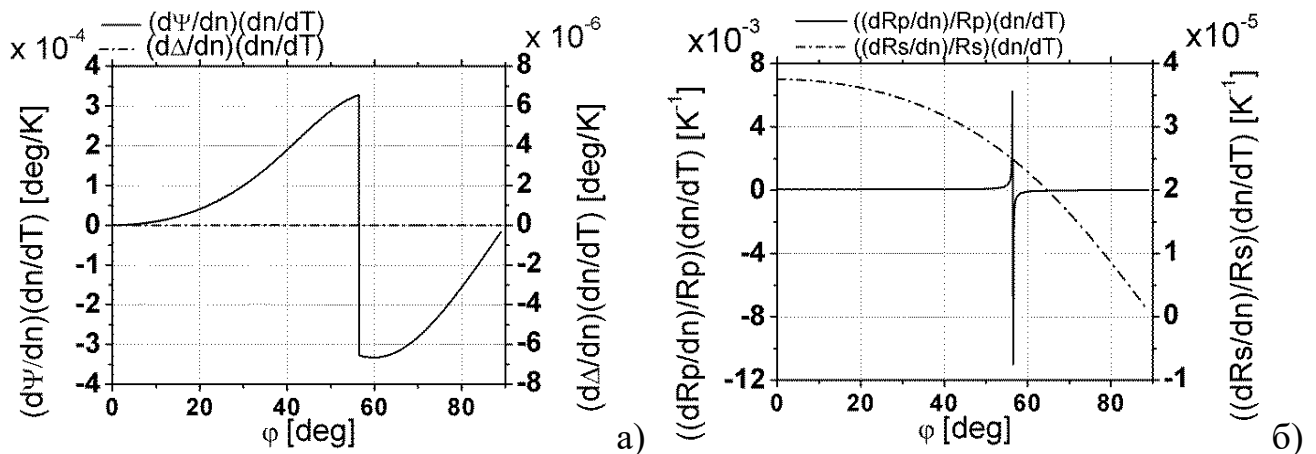 (dΨ/dn)(dn/dT)
(dΔ/dn)(dn/dT)
x 10⁻⁴
x 10⁻⁶
4
3
2
1
0
-1
-2
-3
-4
8
6
4
2
0
-2
-4
-6
-8
(dΨ/dn)(dn/dT) [deg/K]
(dΔ/dn)(dn/dT) [deg/K]
0 20 40 60 80
φ [deg]
а)
((dRp/dn)/Rp)(dn/dT)
((dRs/dn)/Rs)(dn/dT)
x10⁻³
x10⁻⁵
8
4
0
-4
-8
-12
4
3
2
1
0
-1
((dRp/dn)/Rp)(dn/dT) [K⁻¹]
((dRs/dn)/Rs)(dn/dT) [K⁻¹]
0 20 40 60 80
φ [deg]
б)